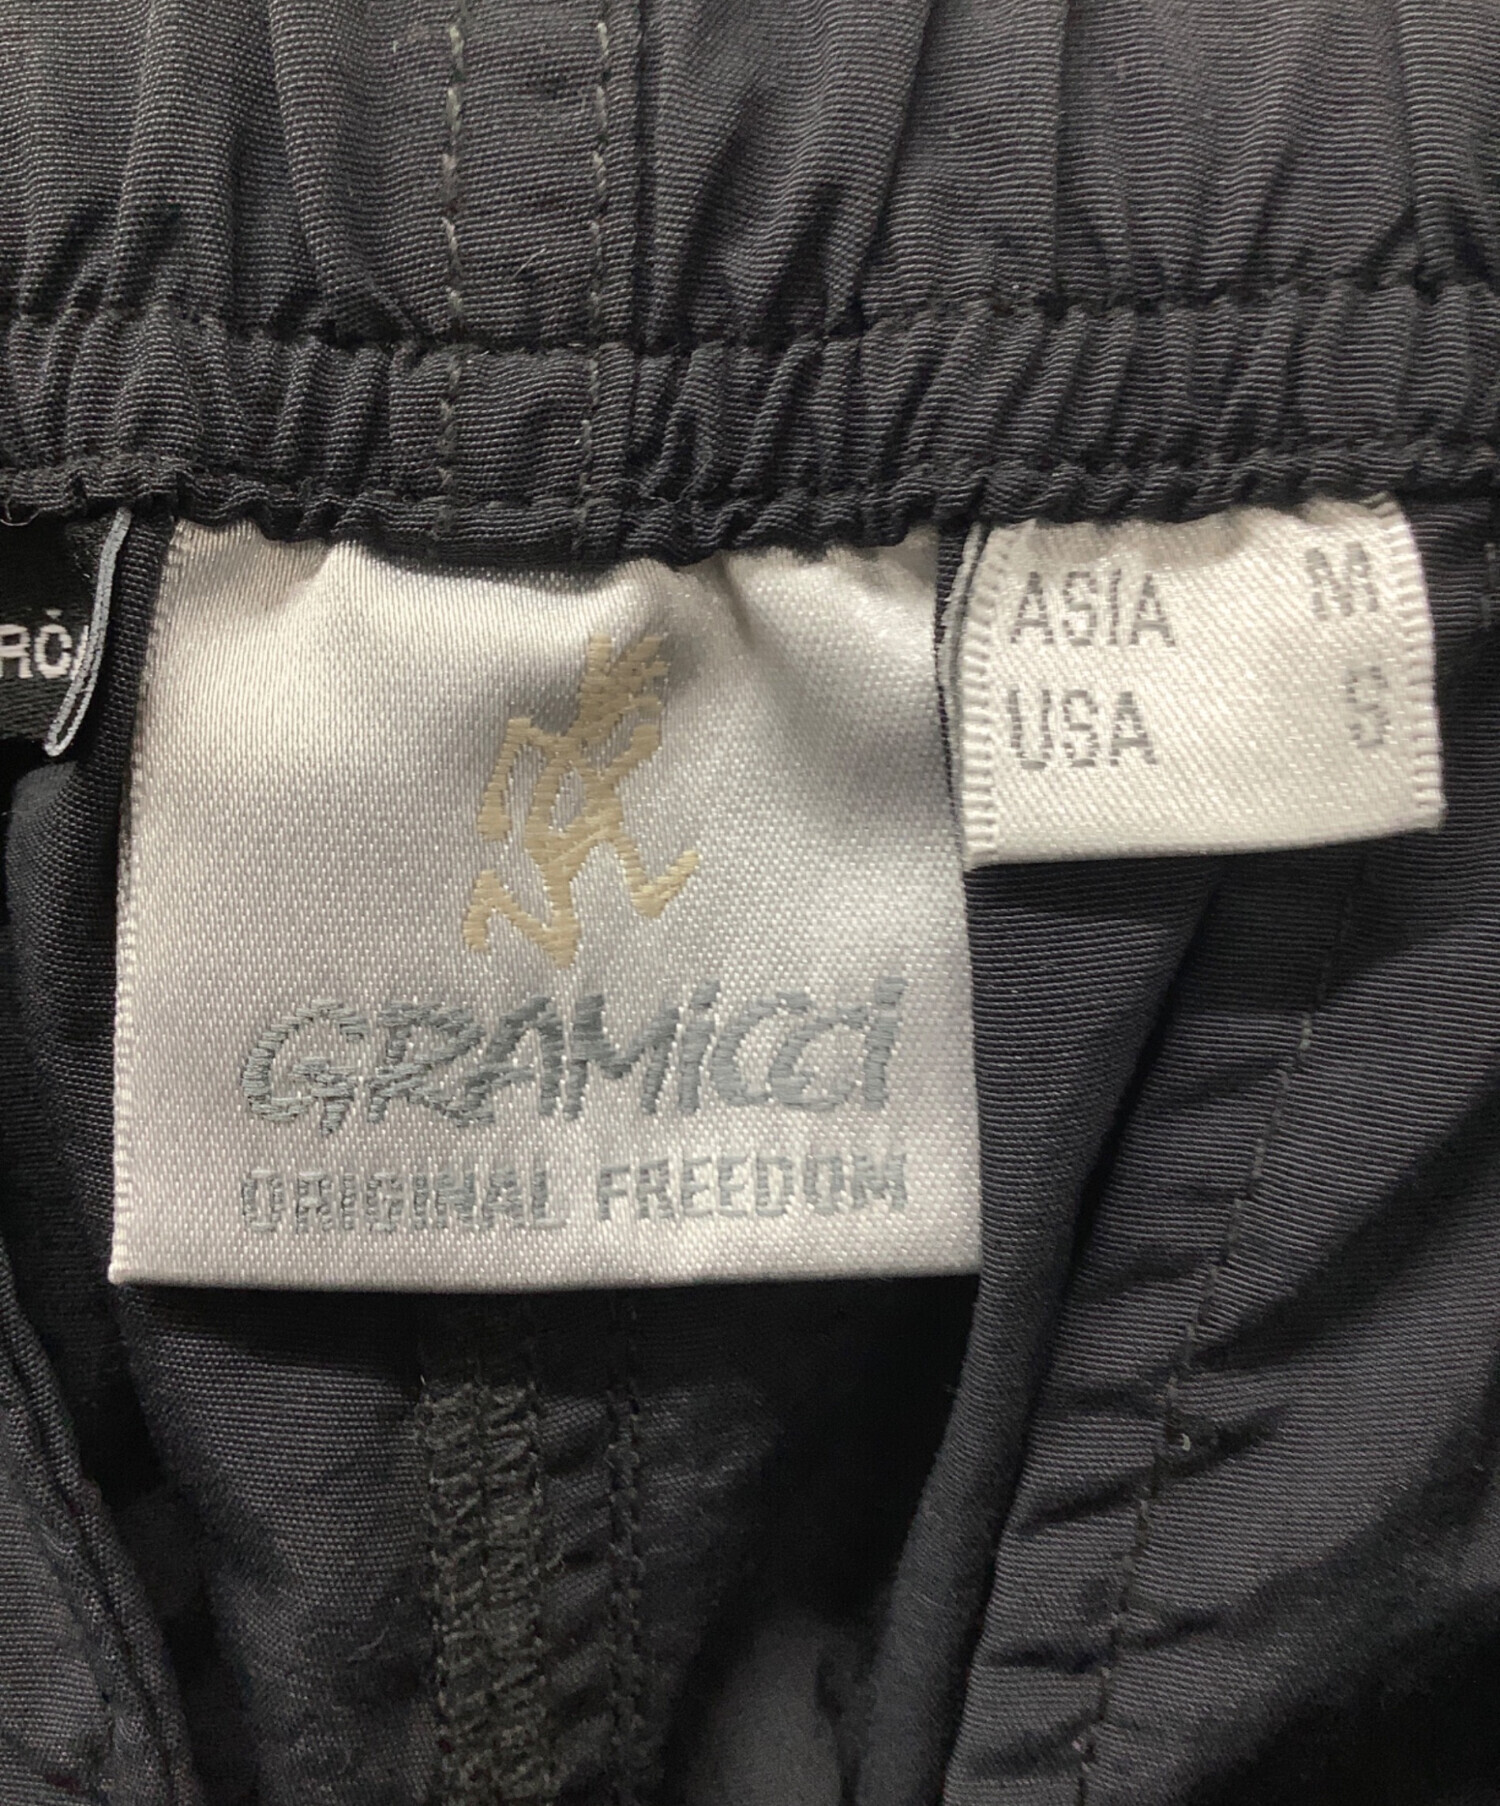 GRAMiCCi
ORIGINAL FREEDOM
ASIA M
USA S